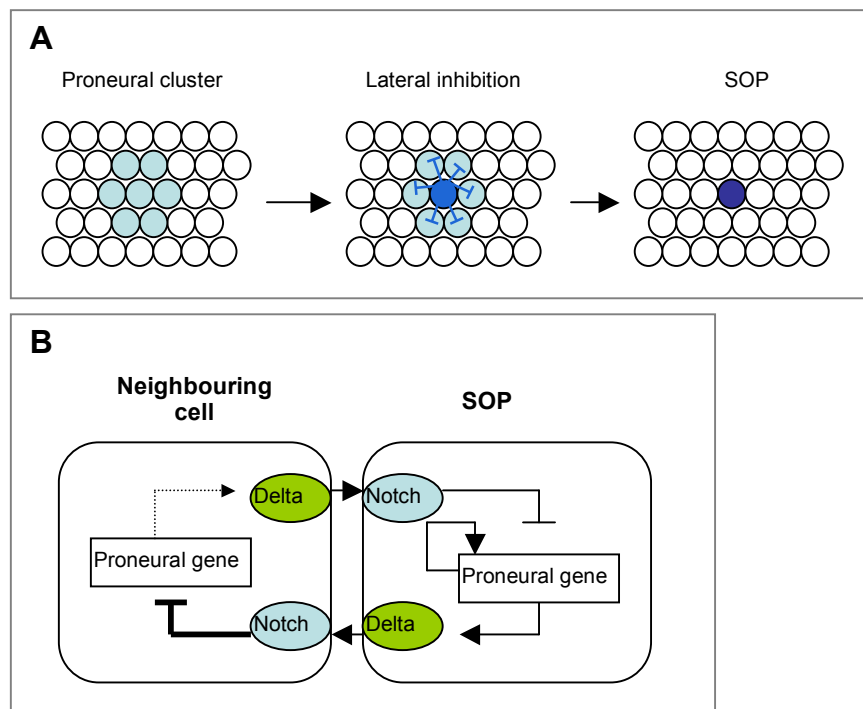 A
Proneural cluster
Lateral inhibition
SOP
B
Neighbouring
cell
SOP
Delta
Notch
Proneural gene
Proneural gene
Notch
Delta